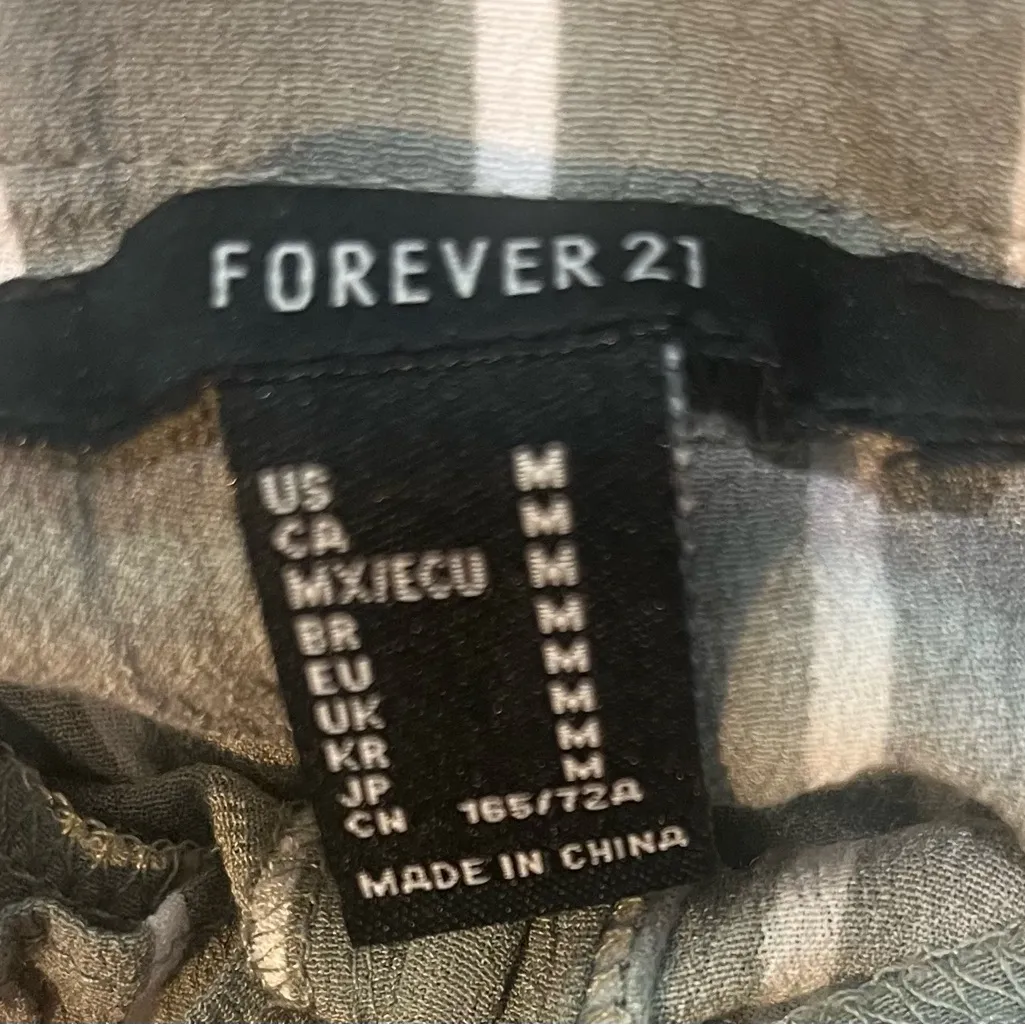 FOREVER 21
US M
CA M
MX/ECU M
BR M
EU M
UK M
KR M
JP M
CN 165/72A
MADE IN CHINA